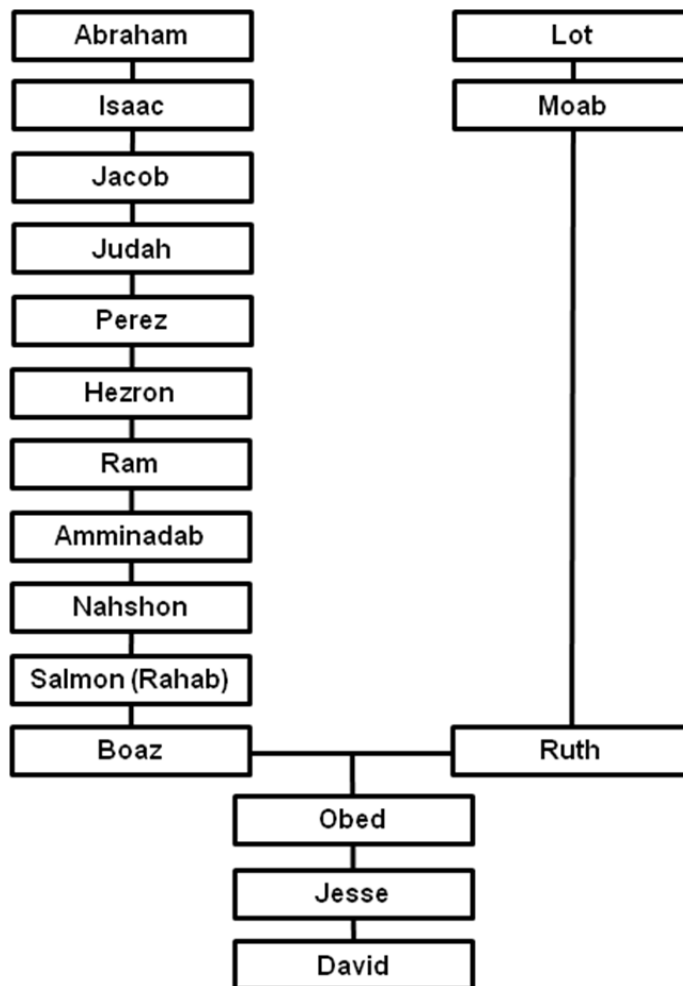 Abraham
Lot
Isaac
Moab
Jacob
Judah
Perez
Hezron
Ram
Amminadab
Nahshon
Salmon (Rahab)
Boaz
Ruth
Obed
Jesse
David